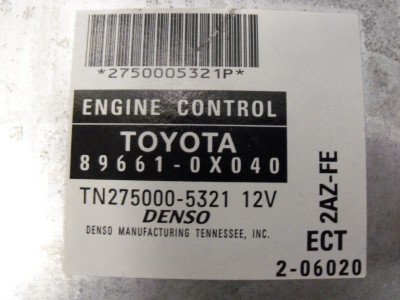 *2750005321P*
ENGINE CONTROL
TOYOTA
89661-0X040
TN275000-5321 12V
DENSO
DENSO MANUFACTURING TENNESSEE, INC.
2AZ-FE
ECT
2-06020